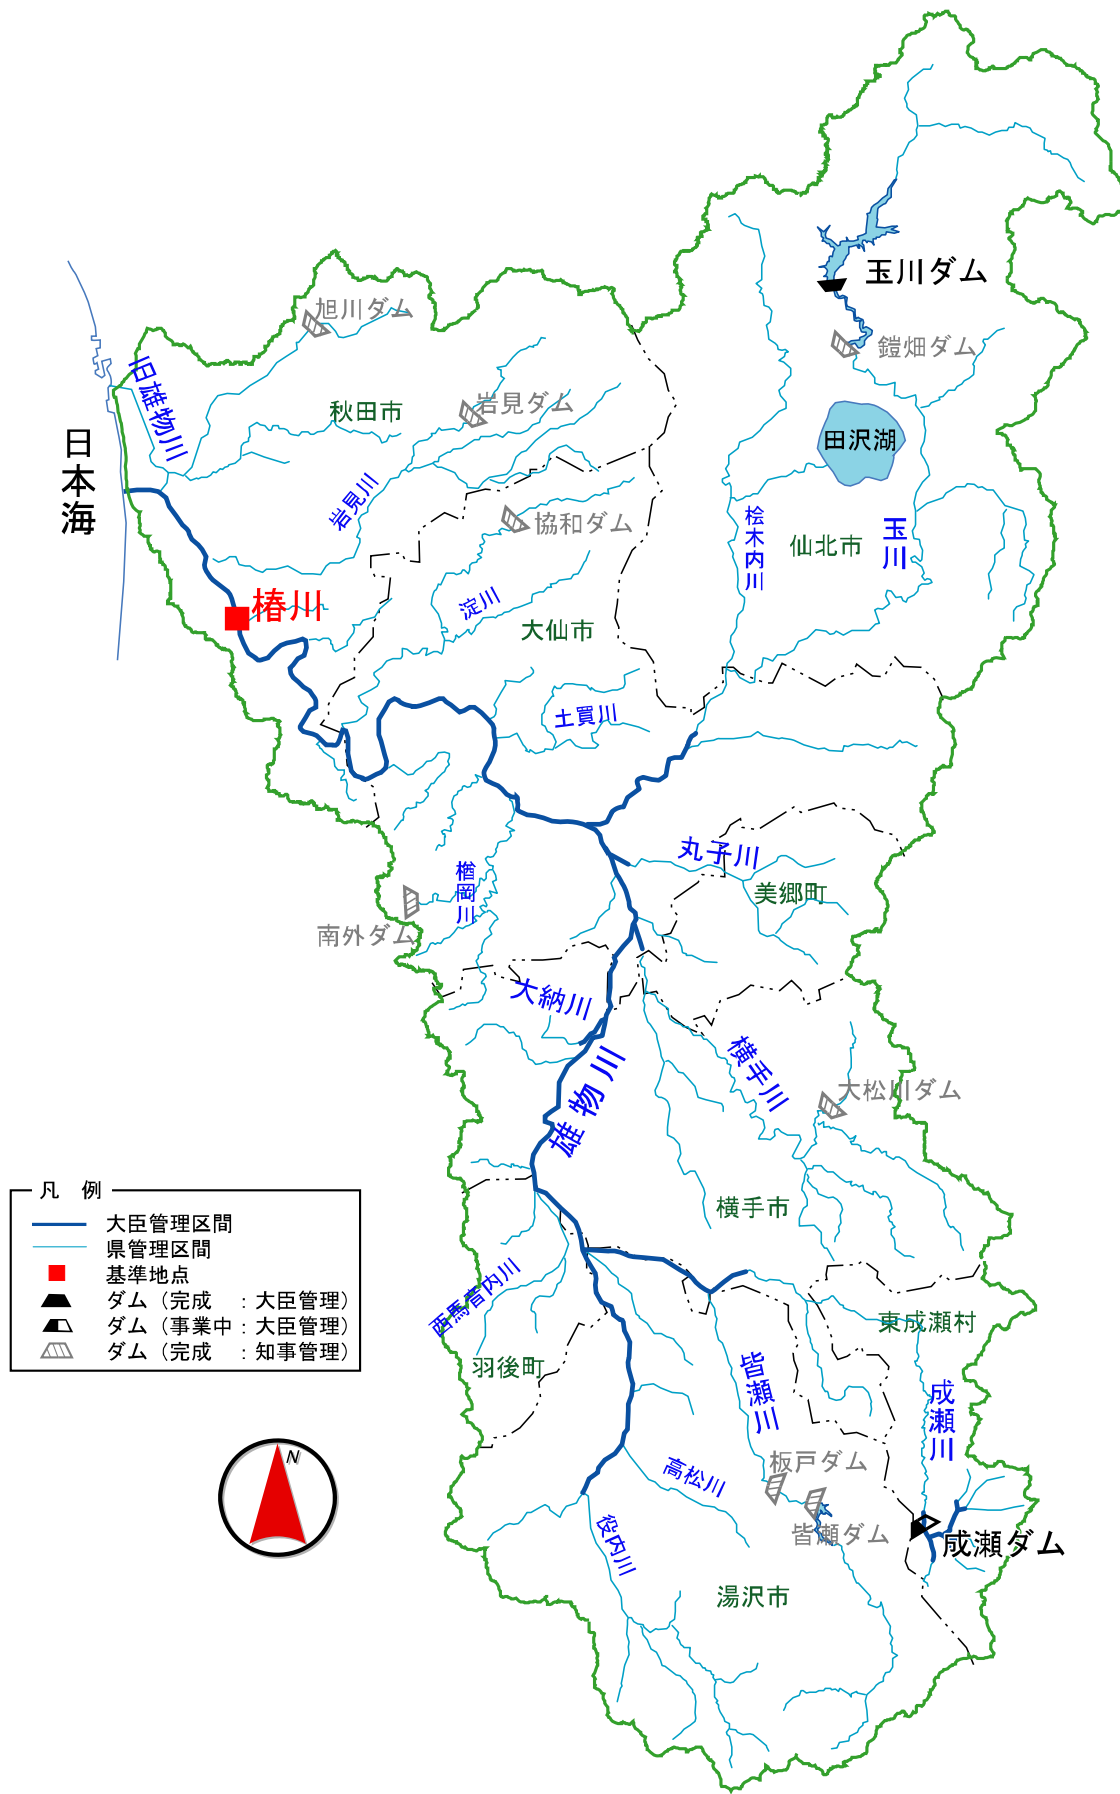 玉川ダム
旭川ダム
鎧畑ダム
旧雄物川
秋田市
岩見ダム
田沢湖
日本海
岩見川
協和ダム
桧木内川
仙北市
玉川
椿川
淀川
大仙市
土買川
丸子川
美郷町
楢岡川
南外ダム
大納川
雄物川
横手川
大松川ダム
横手市
凡 例
大臣管理区間
県管理区間
基準地点
ダム（完成 ：大臣管理）
ダム（事業中：大臣管理）
ダム（完成 ：知事管理）
西馬音内川
羽後町
東成瀬村
皆瀬川
成瀬川
N
高松川
板戸ダム
皆瀬ダム
成瀬ダム
役内川
湯沢市